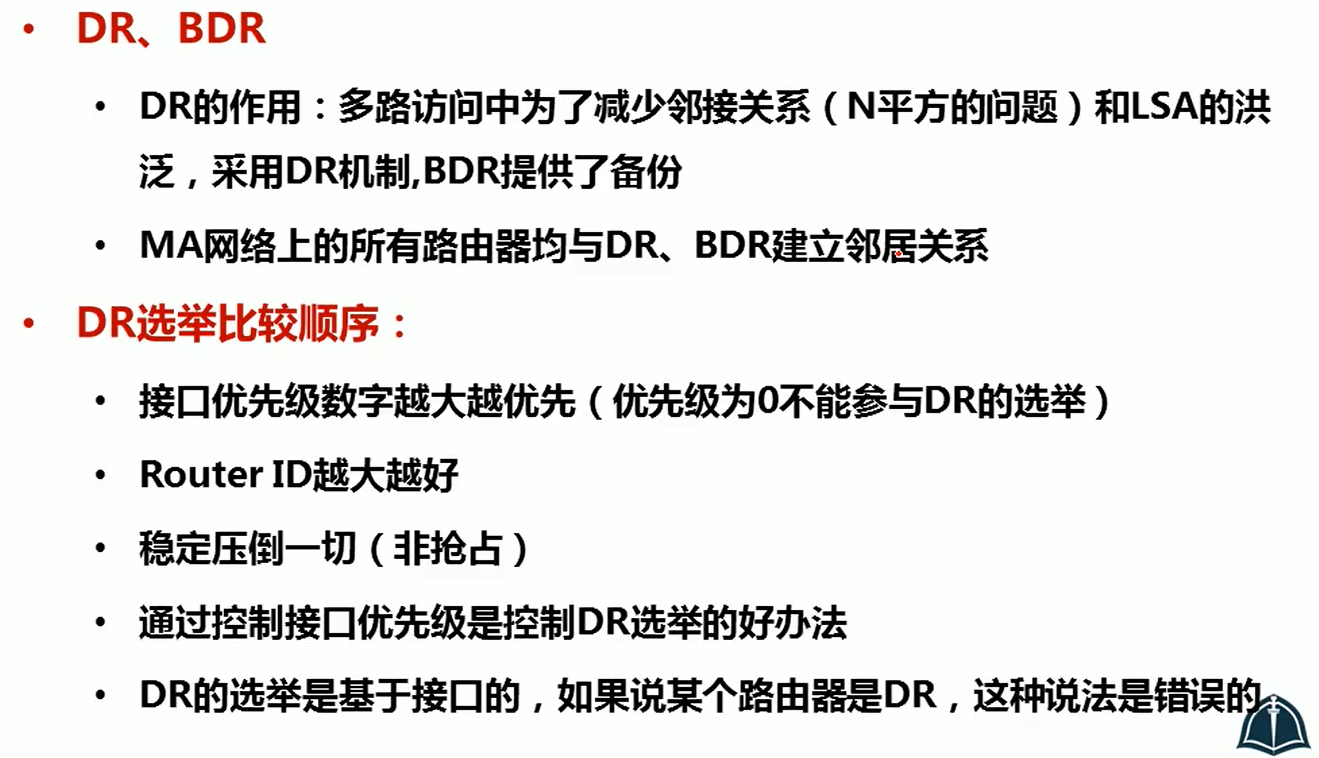 • DR、BDR
• DR的作用：多路访问中为了减少邻接关系（N平方的问题）和LSA的洪
泛，采用DR机制,BDR提供了备份
• MA网络上的所有路由器均与DR、BDR建立邻居关系
• DR选举比较顺序：
• 接口优先级数字越大越优先（优先级为0不能参与DR的选举）
• Router ID越大越好
• 稳定压倒一切（非抢占）
• 通过控制接口优先级是控制DR选举的好办法
• DR的选举是基于接口的，如果说某个路由器是DR，这种说法是错误的